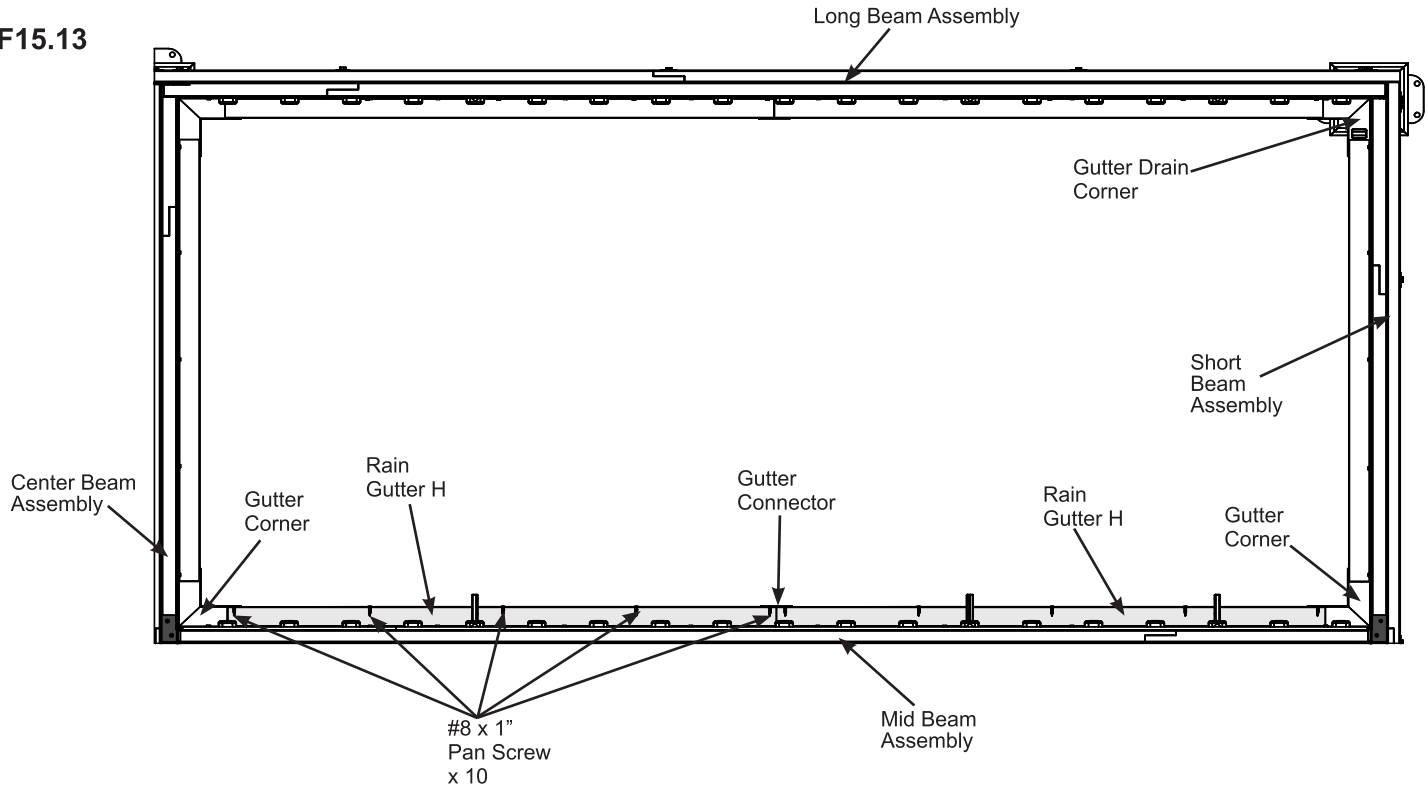 F15.13
Long Beam Assembly
Gutter Drain
Corner
Short
Beam
Assembly
Center Beam
Assembly
Gutter
Corner
Rain
Gutter H
Gutter
Connector
Rain
Gutter H
Gutter
Corner
#8 x 1”
Pan Screw
x 10
Mid Beam
Assembly